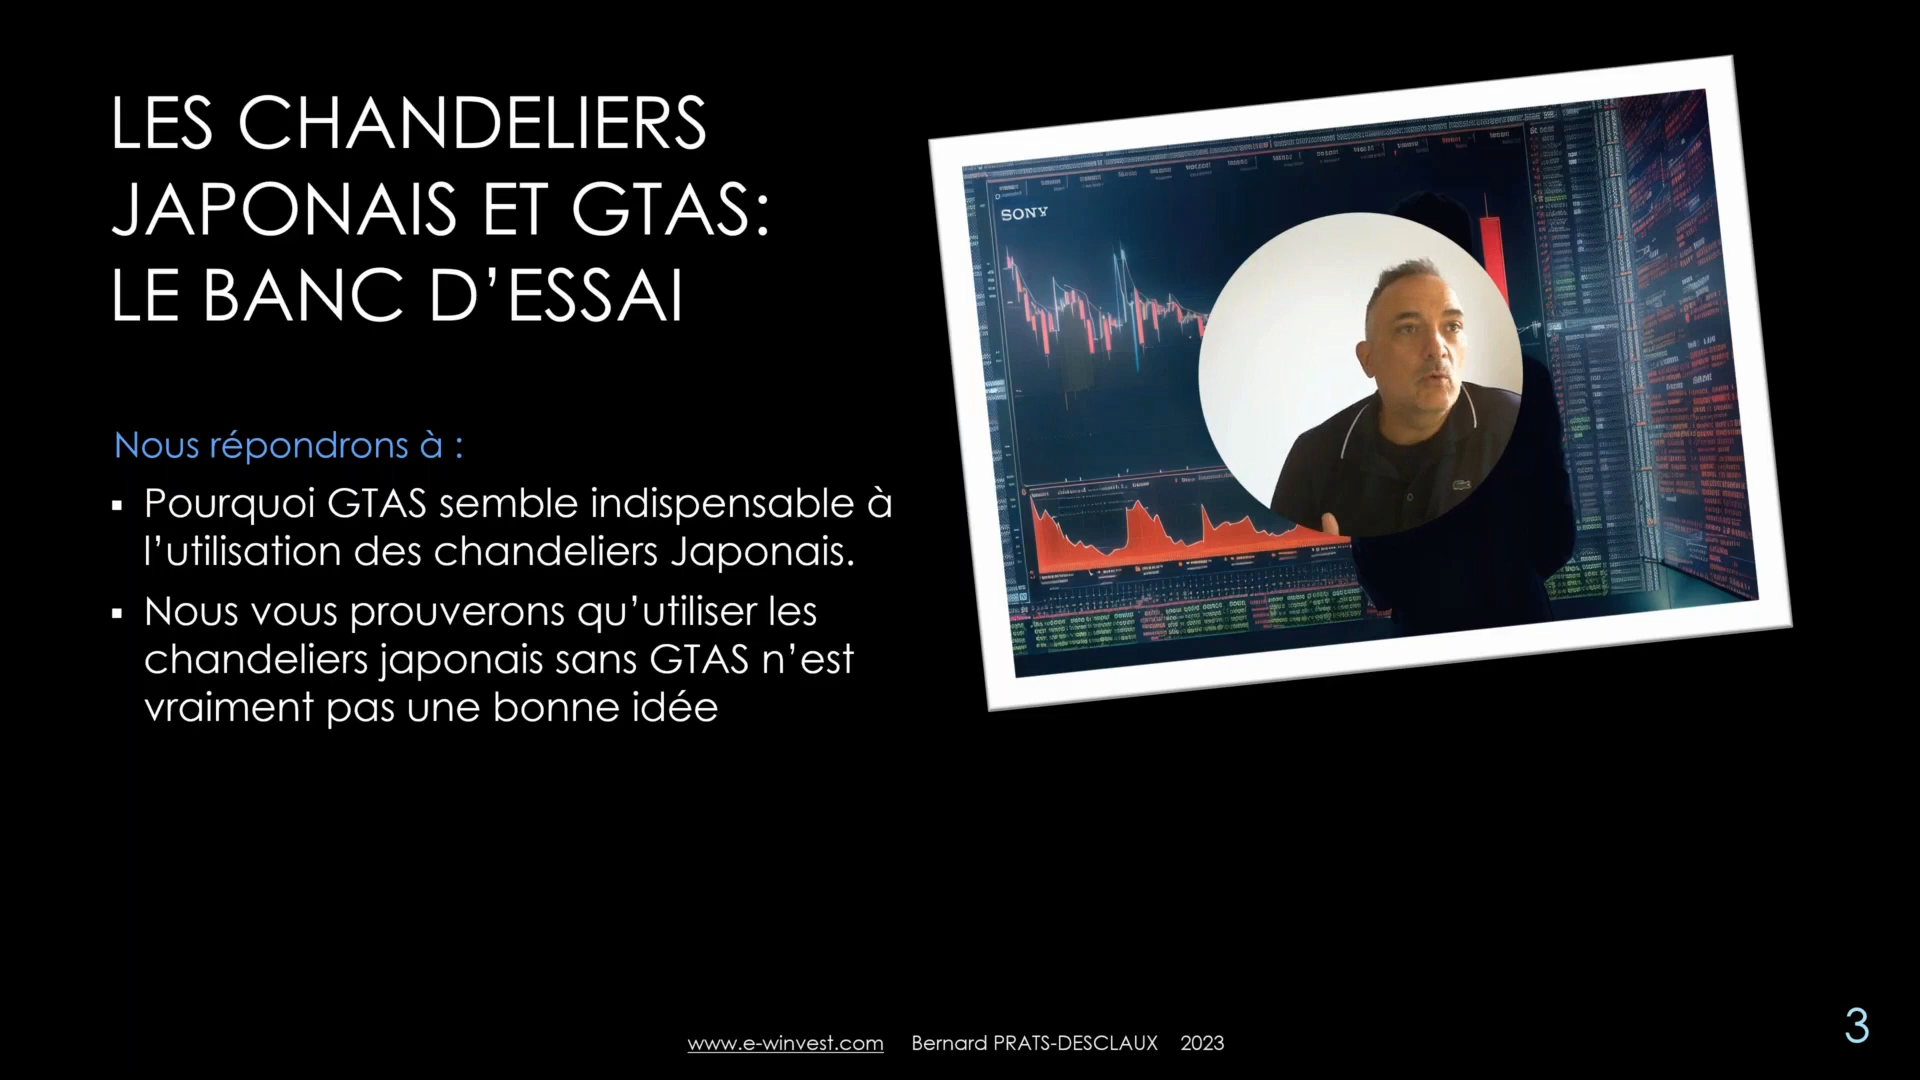 LES CHANDELIERS
JAPONAIS ET GTAS:
LE BANC D’ESSAI
Nous répondrons à :
▪ Pourquoi GTAS semble indispensable à
l’utilisation des chandeliers Japonais.
▪ Nous vous prouverons qu’utiliser les
chandeliers japonais sans GTAS n’est
vraiment pas une bonne idée
SONY
www.e-winvest.com Bernard PRATS-DESCLAUX 2023
3